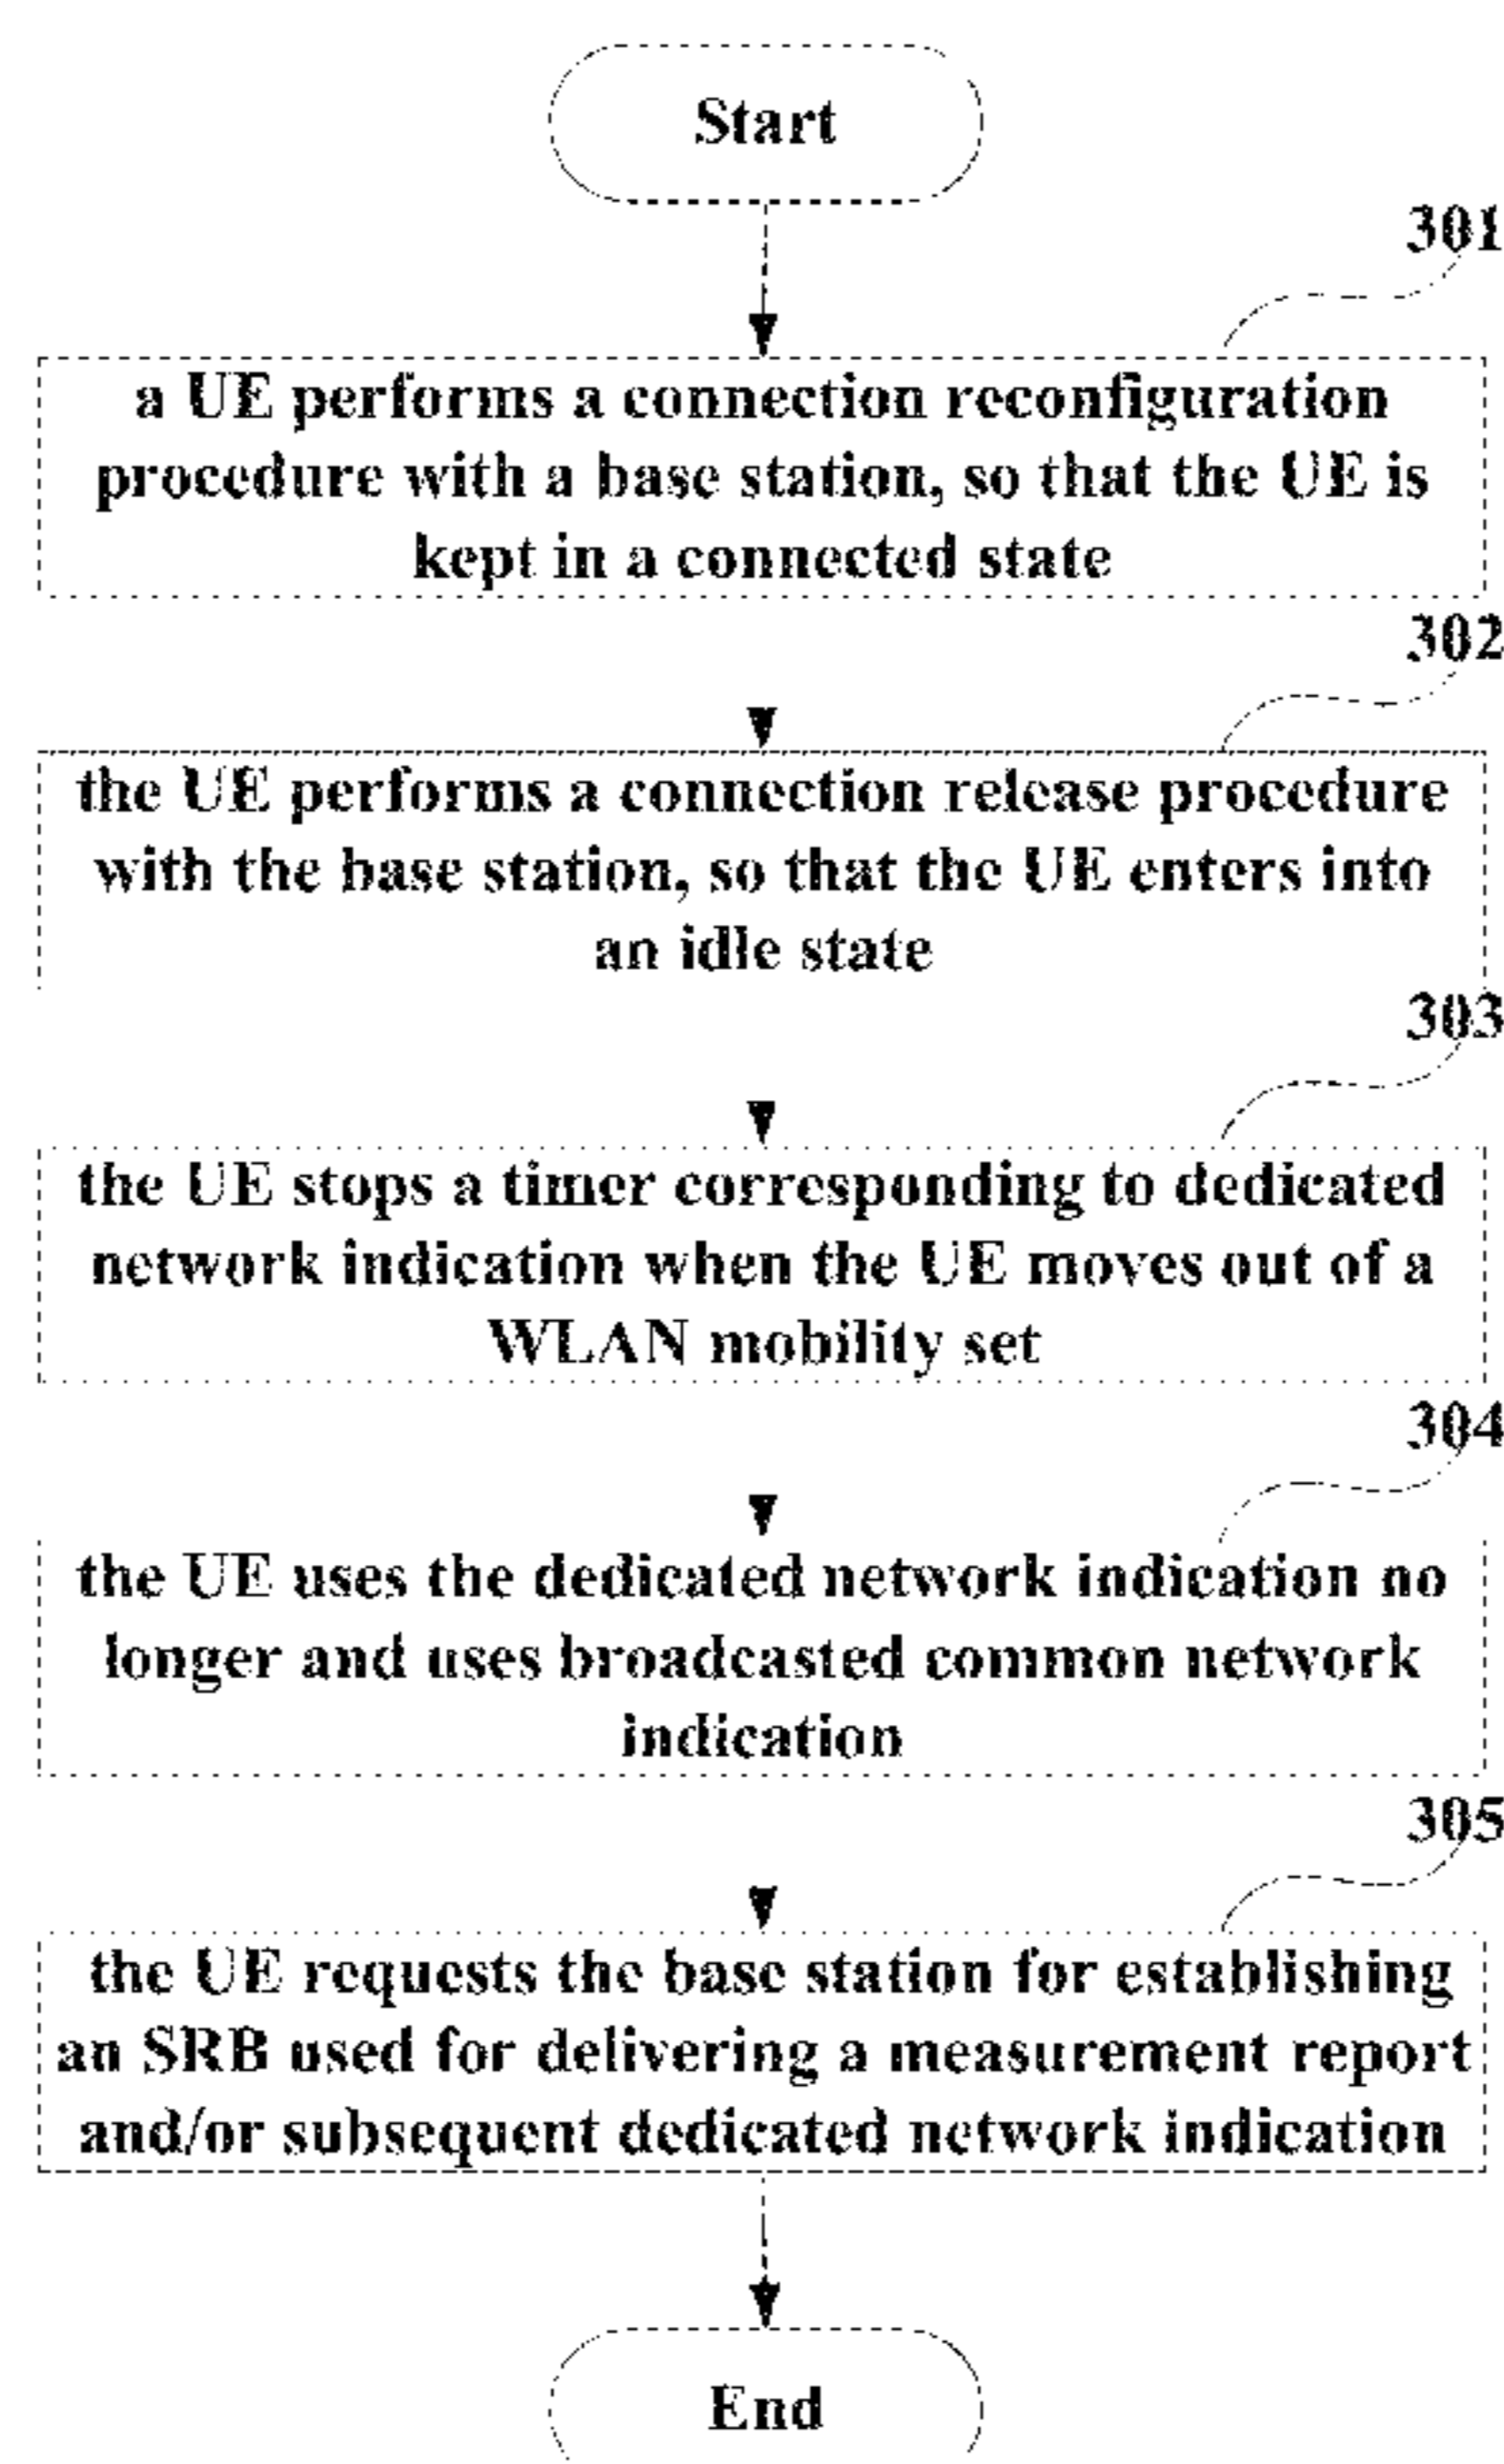 Start
301
a UE performs a connection reconfiguration
procedure with a base station, so that the UE is
kept in a connected state
302
the UE performs a connection release procedure
with the base station, so that the UE enters into
an idle state
303
the UE stops a timer corresponding to dedicated
network indication when the UE moves out of a
WLAN mobility set
304
the UE uses the dedicated network indication no
longer and uses broadcasted common network
indication
305
the UE requests the base station for establishing
an SRB used for delivering a measurement report
and/or subsequent dedicated network indication
End